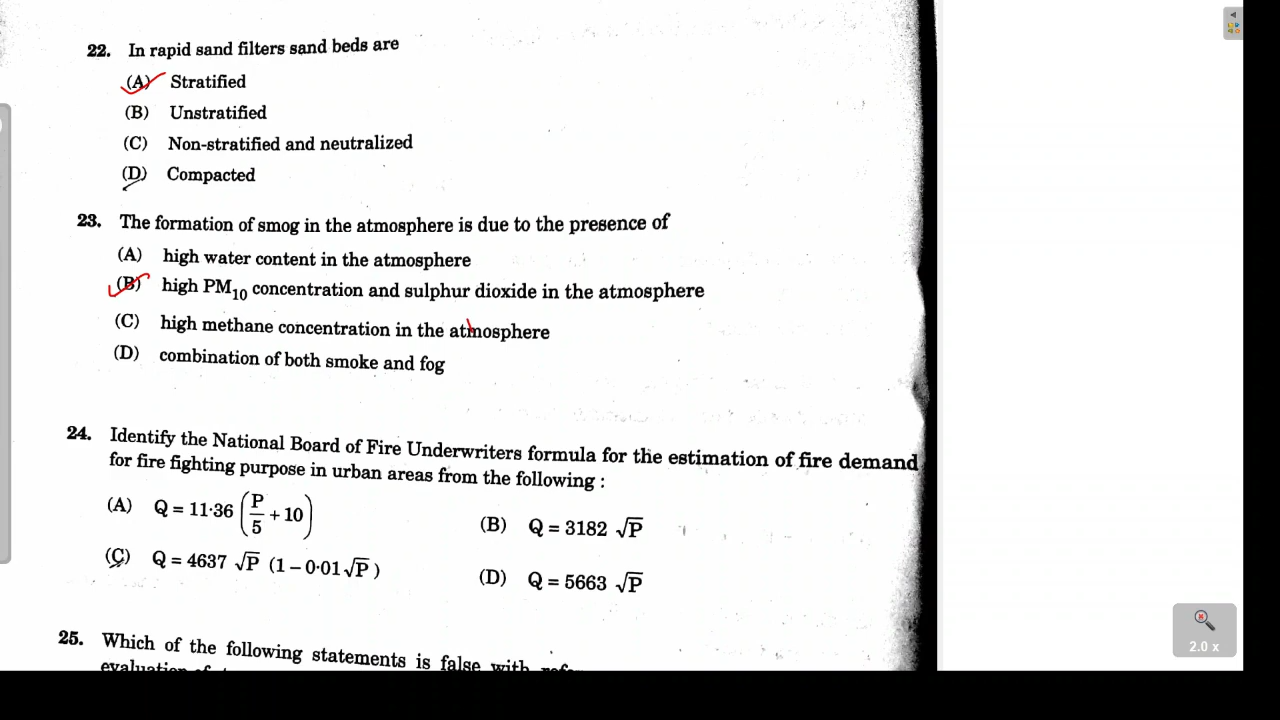 22. In rapid sand filters sand beds are
(A) Stratified
(B) Unstratified
(C) Non-stratified and neutralized
(D) Compacted
23. The formation of smog in the atmosphere is due to the presence of
(A) high water content in the atmosphere
(B) high PM10 concentration and sulphur dioxide in the atmosphere
(C) high methane concentration in the atmosphere
(D) combination of both smoke and fog
24. Identify the National Board of Fire Underwriters formula for the estimation of fire demand
for fire fighting purpose in urban areas from the following :
(A) Q = 11·36 (P/5 + 10) (B) Q = 3182 √P
(C) Q = 4637 √P (1 – 0·01 √P) (D) Q = 5663 √P
25. Which of the following statements is false with
2.0 x